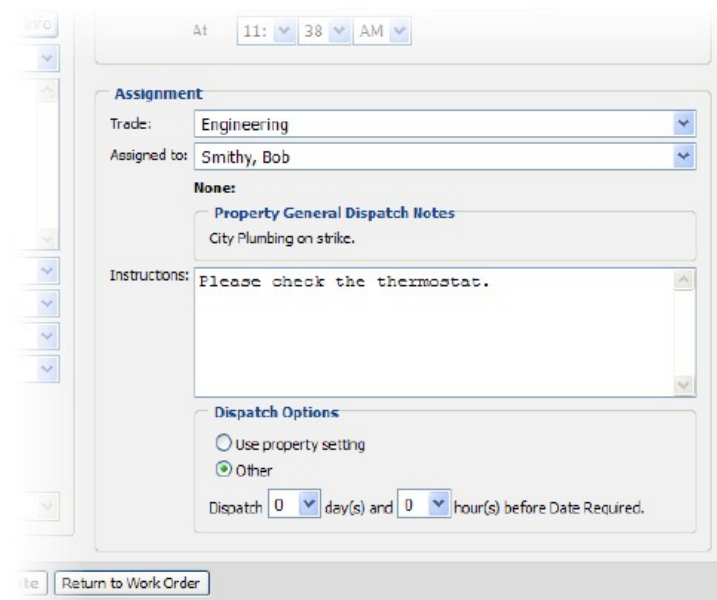 info
At 11: 38 AM
Assignment
Trade: Engineering
Assigned to: Smithy, Bob
None:
Property General Dispatch Notes
City Plumbing on strike.
Instructions: Please check the thermostat.
Dispatch Options
Use property setting
Other
Dispatch 0 day(s) and 0 hour(s) before Date Required.
Return to Work Order